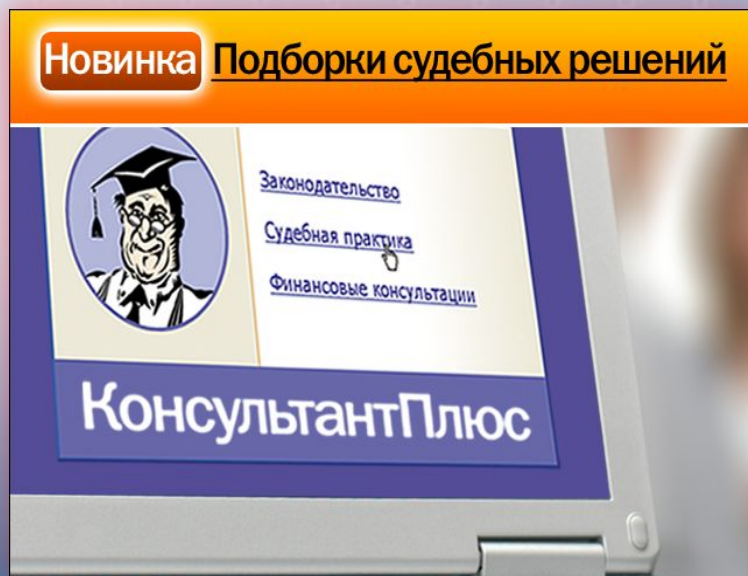 Новинка Подборки судебных решений
Законодательство
Судебная практика
Финансовые консультации
КонсультантПлюс